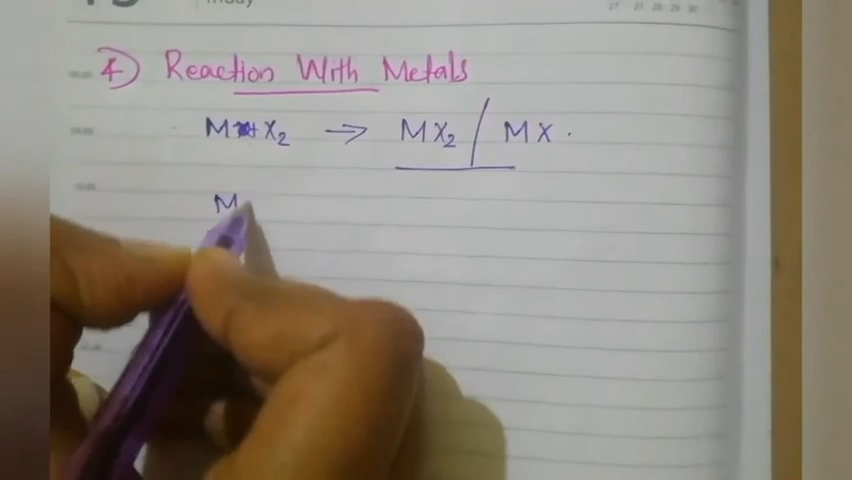 4) Reaction With Metals
M + X₂ → MX₂ / MX.
M